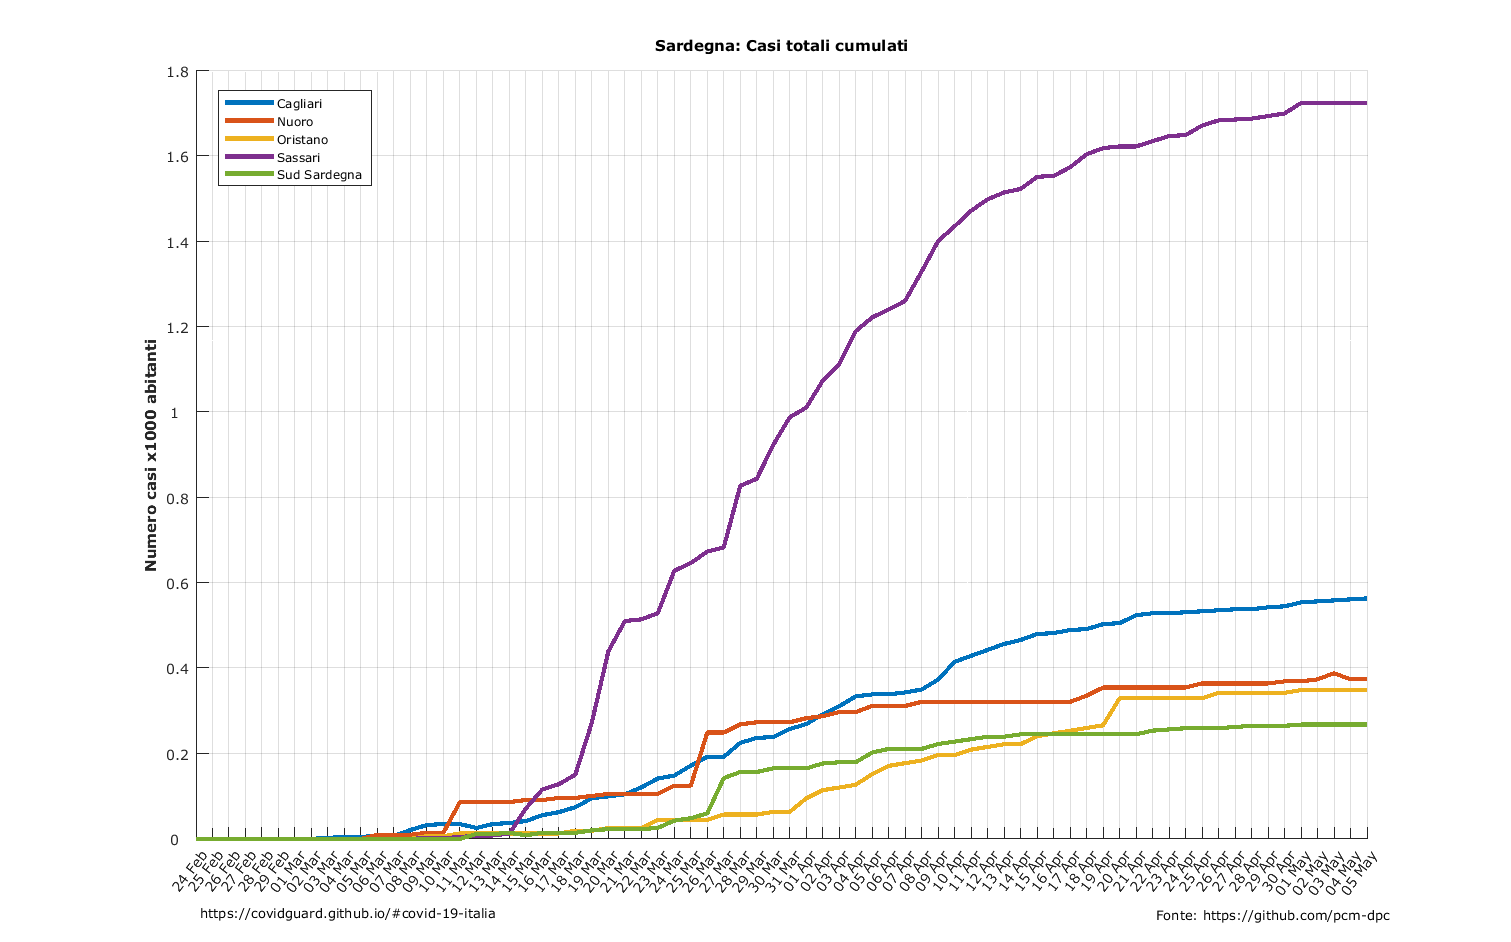 Sardegna: Casi totali cumulati
1.8
1.6
1.4
1.2
1
0.8
0.6
0.4
0.2
0
Numero casi x1000 abitanti
Cagliari
Nuoro
Oristano
Sassari
Sud Sardegna
24 Feb
25 Feb
26 Feb
27 Feb
28 Feb
29 Feb
01 Mar
02 Mar
03 Mar
04 Mar
05 Mar
06 Mar
07 Mar
08 Mar
09 Mar
10 Mar
11 Mar
12 Mar
13 Mar
14 Mar
15 Mar
16 Mar
17 Mar
18 Mar
19 Mar
20 Mar
21 Mar
22 Mar
23 Mar
24 Mar
25 Mar
26 Mar
27 Mar
28 Mar
29 Mar
30 Mar
31 Mar
01 Apr
02 Apr
03 Apr
04 Apr
05 Apr
06 Apr
07 Apr
08 Apr
09 Apr
10 Apr
11 Apr
12 Apr
13 Apr
14 Apr
15 Apr
16 Apr
17 Apr
18 Apr
19 Apr
20 Apr
21 Apr
22 Apr
23 Apr
24 Apr
25 Apr
26 Apr
27 Apr
28 Apr
29 Apr
30 Apr
01 May
02 May
03 May
04 May
05 May
https://covidguard.github.io/#covid-19-italia
Fonte: https://github.com/pcm-dpc